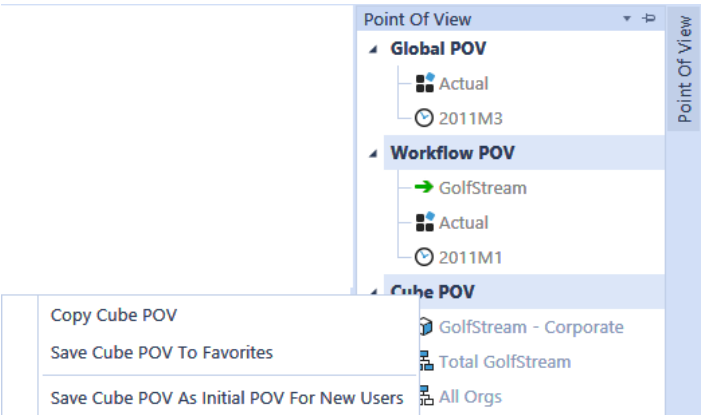 Point Of View
Point Of View
Global POV
Actual
2011M3
Workflow POV
GolfStream
Actual
2011M1
Cube POV
GolfStream - Corporate
Total GolfStream
All Orgs
Copy Cube POV
Save Cube POV To Favorites
Save Cube POV As Initial POV For New Users